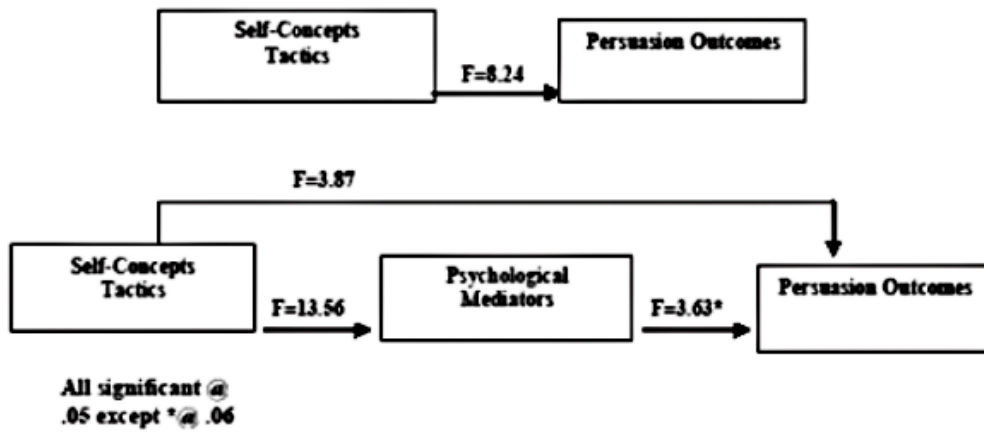 Self-Concepts
Tactics
Persuasion Outcomes
F=8.24
F=3.87
Self-Concepts
Tactics
Psychological
Mediators
Persuasion Outcomes
F=13.56
F=3.63*
All significant @
.05 except *@ .06